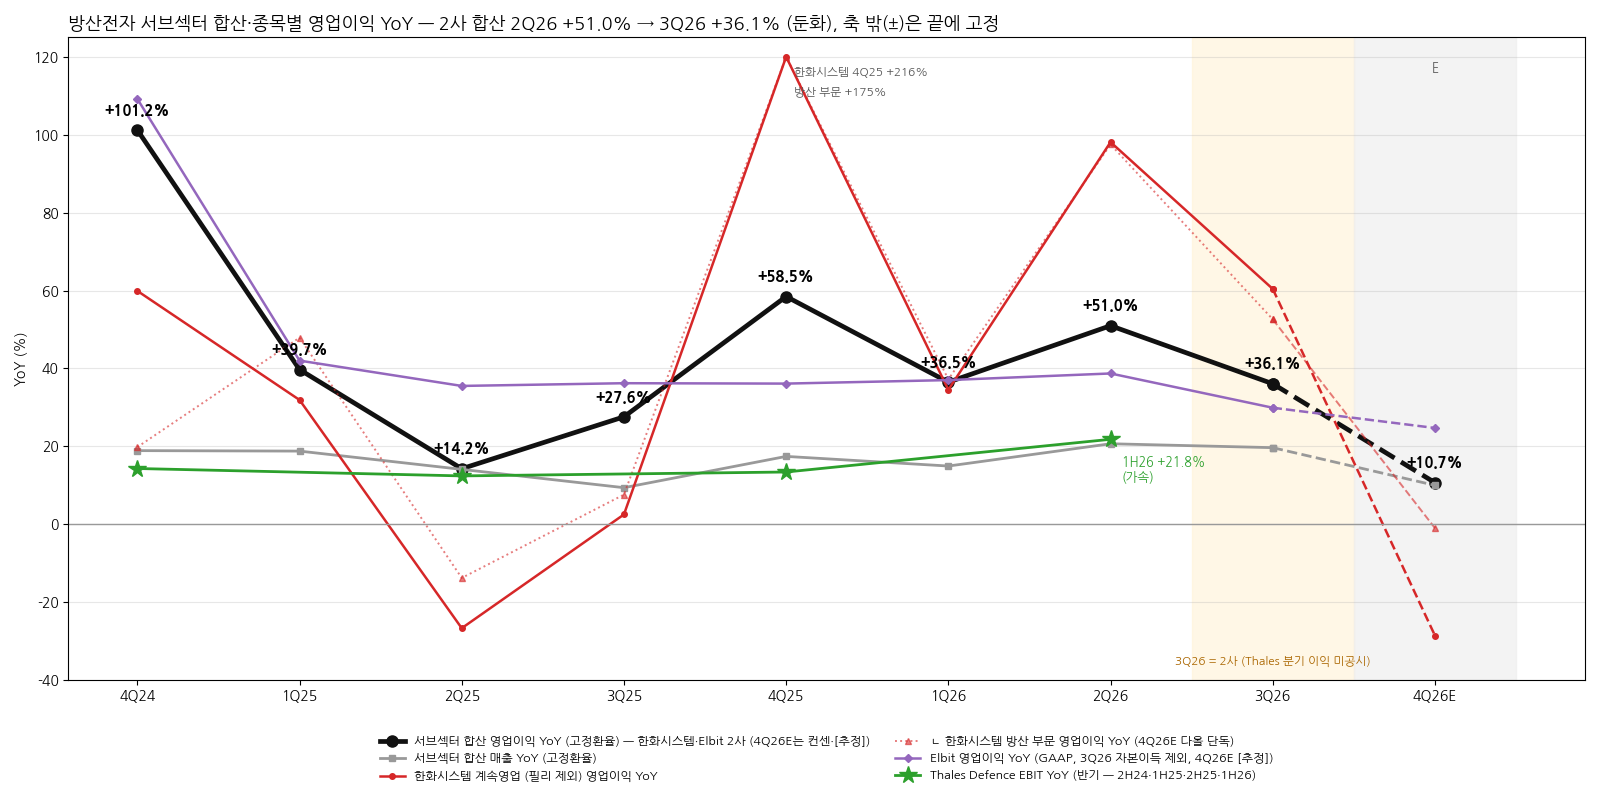 방산전자 서브섹터 합산·종목별 영업이익 YoY — 2사 합산 2Q26 +51.0% → 3Q26 +36.1% (둔화), 축 밖(±)은 끝에 고정
YoY (%)
120
100
80
60
40
20
0
-20
-40
+101.2%
+39.7%
+14.2%
+27.6%
+58.5%
+36.5%
+51.0%
+36.1%
+10.7%
한화시스템 4Q25 +216%
방산 부문 +175%
E
1H26 +21.8%
(가속)
3Q26 = 2사 (Thales 분기 이익 미공시)
4Q24
1Q25
2Q25
3Q25
4Q25
1Q26
2Q26
3Q26
4Q26E
서브섹터 합산 영업이익 YoY (고정환율) — 한화시스템·Elbit 2사 (4Q26E는 컨센·[추정])
서브섹터 합산 매출 YoY (고정환율)
한화시스템 계속영업 (필리 제외) 영업이익 YoY
ㄴ 한화시스템 방산 부문 영업이익 YoY (4Q26E 다올 단독)
Elbit 영업이익 YoY (GAAP, 3Q26 자본이득 제외, 4Q26E [추정])
Thales Defence EBIT YoY (반기 — 2H24·1H25·2H25·1H26)